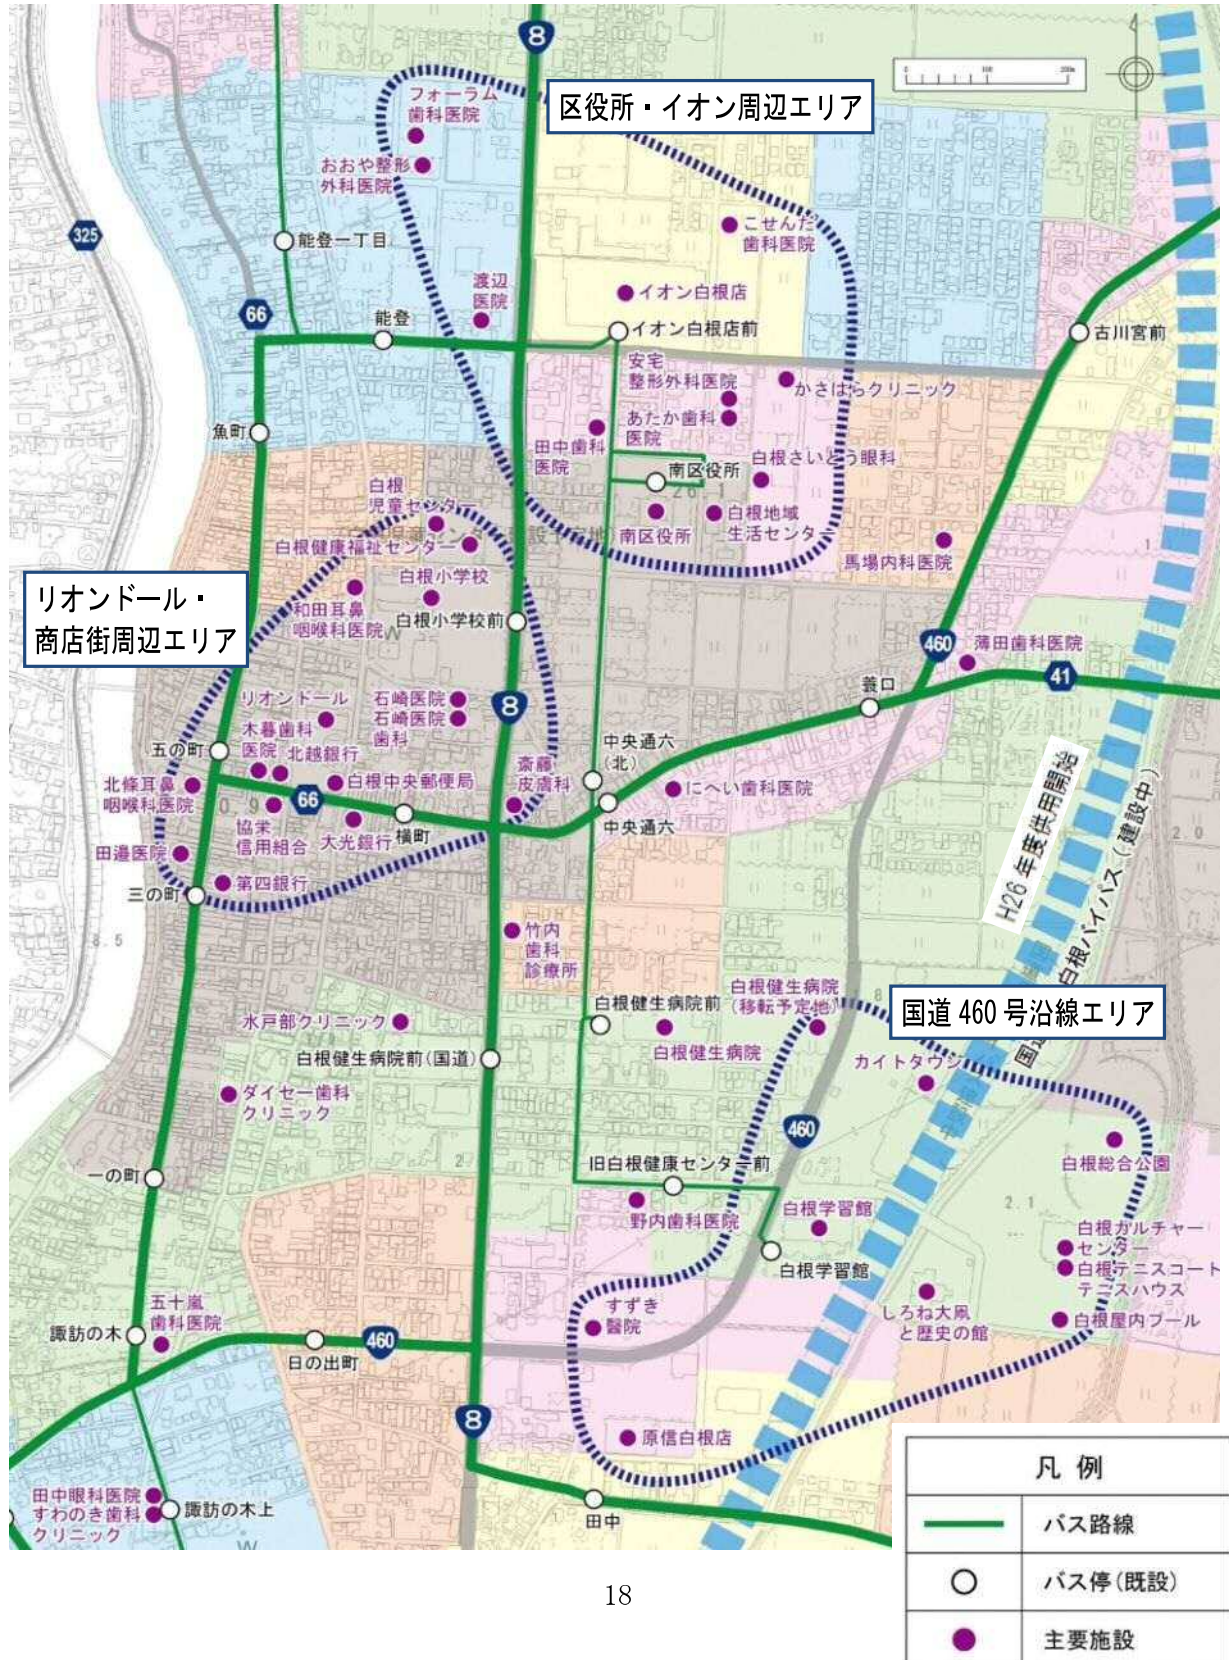 8
区役所・イオン周辺エリア
フォーラム
歯科医院
おおや整形
外科医院
325
能登一丁目
こせんだ
歯科医院
渡辺
医院
イオン白根店
66
能登
イオン白根店前
古川宮前
安宅
整形外科医院
かさはらクリニック
あたか歯科
医院
魚町
田中歯科
医院
南区役所
白根さいとう眼科
26.1
白根
児童センター
白根健康福祉センター
南区役所
白根地域
生活センター
馬場内科医院
リオンドール・
商店街周辺エリア
白根小学校
和田耳鼻
咽喉科医院
白根小学校前
460
薄田歯科医院
41
リオンドール
石崎医院
石崎医院
歯科
8
木暮歯科
医院
北越銀行
五の町
中央通六
(北)
斎藤
皮膚科
北條耳鼻
咽喉科医院
白根中央郵便局
66
にへい歯科医院
協栄
信用組合
大光銀行
横町
中央通六
田邉医院
第四銀行
三の町
H26 年度供用開始
白根バイパス(建設中)
2.0
8.5
竹内
歯科
診療所
白根健生病院
(移転予定地)
国道 460 号沿線エリア
水戸部クリニック
白根健生病院前
白根健生病院
白根健生病院前(国道)
カイトタウン
ダイセー歯科
クリニック
460
白根総合公園
旧白根健康センター前
一の町
野内歯科医院
白根学習館
2.1
白根カルチャー
センター
白根テニスコート
テニスハウス
白根学習館
五十嵐
歯科医院
すずき
醫院
しろね大凧
と歴史の館
白根屋内プール
諏訪の木
日の出町
460
8
原信白根店
田中眼科医院
すわのき歯科
クリニック
諏訪の木上
田中
凡 例
バス路線
バス停(既設)
主要施設
18